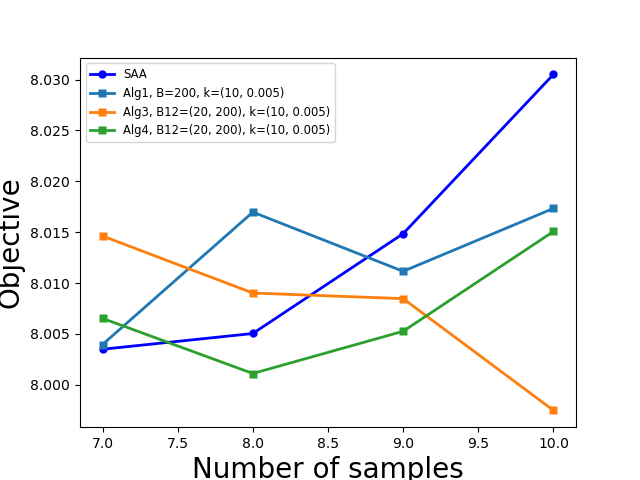 SAA
Alg1, B=200, k=(10, 0.005)
Alg3, B12=(20, 200), k=(10, 0.005)
Alg4, B12=(20, 200), k=(10, 0.005)
8.030
8.025
8.020
8.015
8.010
8.005
8.000
Objective
7.0 7.5 8.0 8.5 9.0 9.5 10.0
Number of samples